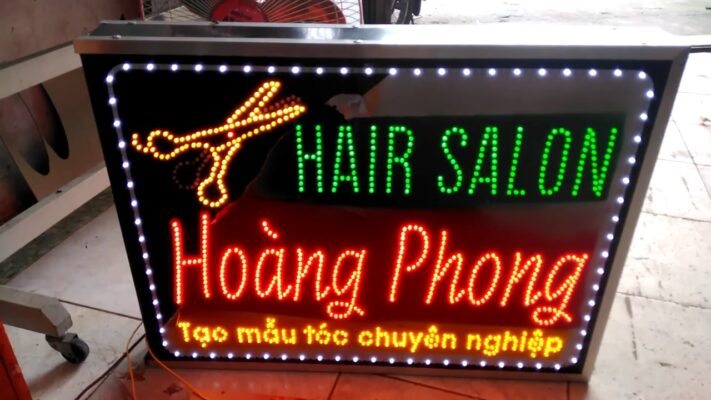 HAIR SALON
Hoàng Phong
Tạo mẫu tóc chuyên nghiệp